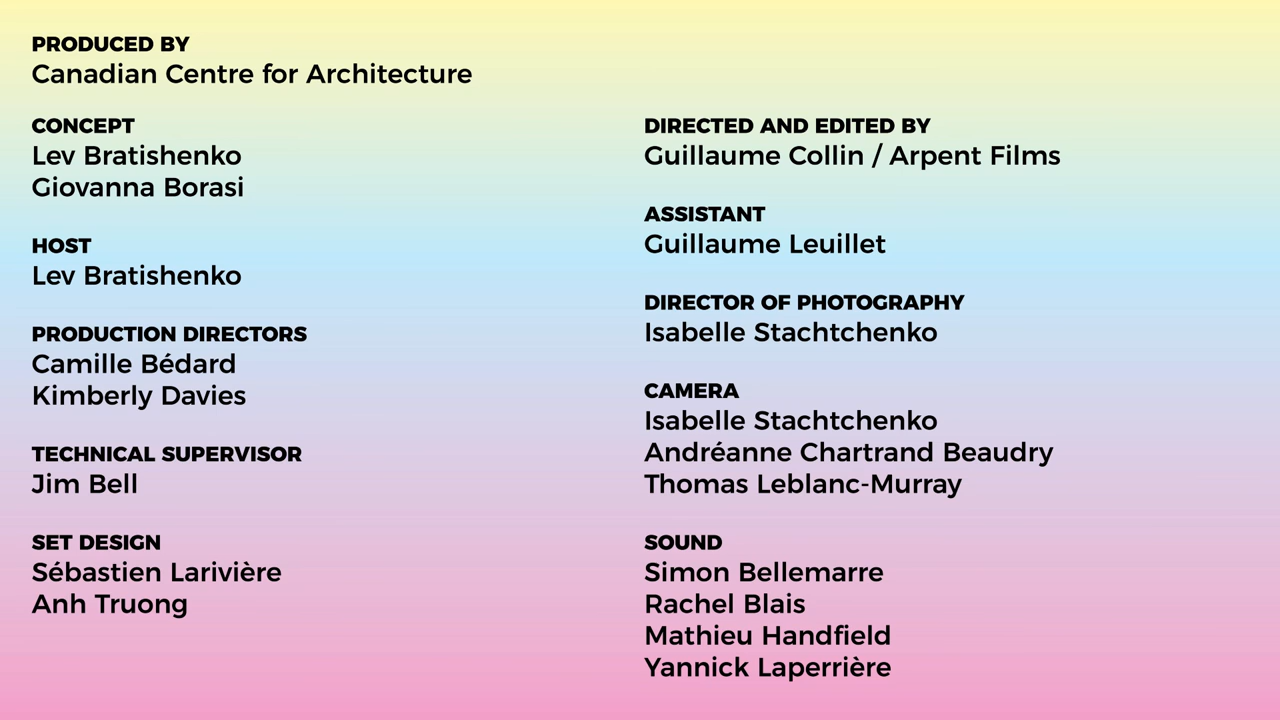 PRODUCED BY
Canadian Centre for Architecture
CONCEPT
Lev Bratishenko
Giovanna Borasi
HOST
Lev Bratishenko
PRODUCTION DIRECTORS
Camille Bédard
Kimberly Davies
TECHNICAL SUPERVISOR
Jim Bell
SET DESIGN
Sébastien Larivière
Anh Truong
DIRECTED AND EDITED BY
Guillaume Collin / Arpent Films
ASSISTANT
Guillaume Leuillet
DIRECTOR OF PHOTOGRAPHY
Isabelle Stachtchenko
CAMERA
Isabelle Stachtchenko
Andréanne Chartrand Beaudry
Thomas Leblanc-Murray
SOUND
Simon Bellemarre
Rachel Blais
Mathieu Handfield
Yannick Laperrière